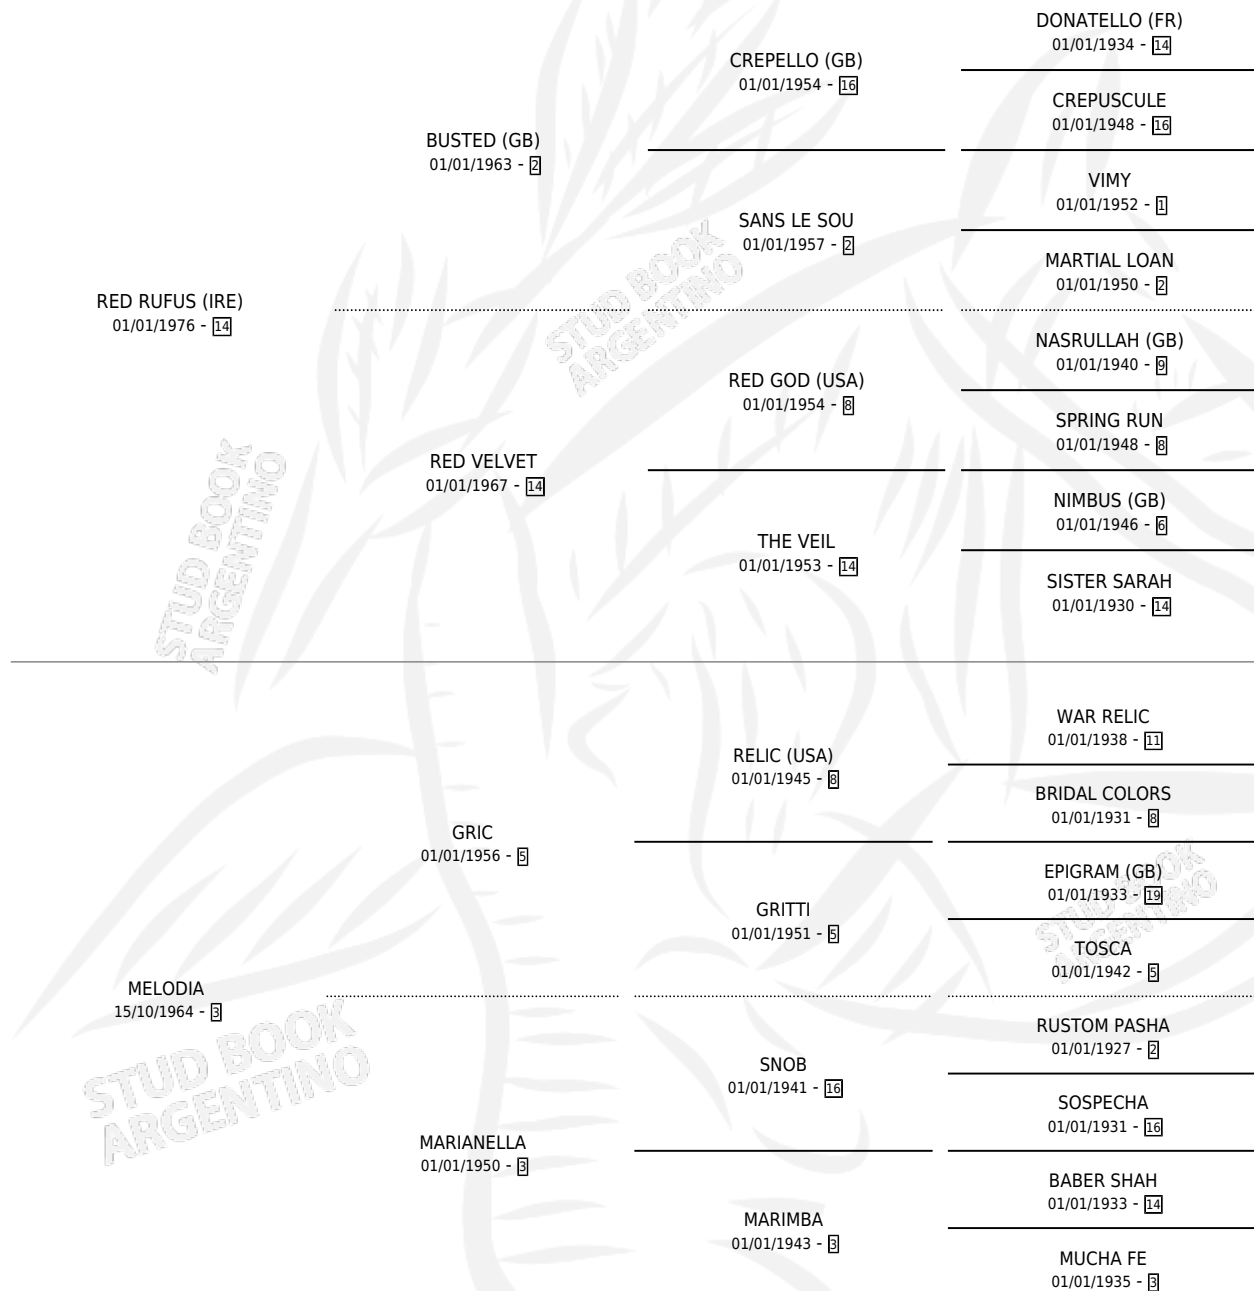 DONATELLO (FR)
01/01/1934 - 14
CREPELLO (GB)
01/01/1954 - 16
CREPUSCULE
01/01/1948 - 16
BUSTED (GB)
01/01/1963 - 2
VIMY
01/01/1952 - 1
SANS LE SOU
01/01/1957 - 2
MARTIAL LOAN
01/01/1950 - 2
RED RUFUS (IRE)
01/01/1976 - 14
STUD BOOK
ARGENTINO
NASRULLAH (GB)
01/01/1940 - 9
RED GOD (USA)
01/01/1954 - 8
SPRING RUN
01/01/1948 - 8
RED VELVET
01/01/1967 - 14
NIMBUS (GB)
01/01/1946 - 6
THE VEIL
01/01/1953 - 14
SISTER SARAH
01/01/1930 - 14
STUD BOOK
ARGENTINO
WAR RELIC
01/01/1938 - 11
RELIC (USA)
01/01/1945 - 8
BRIDAL COLORS
01/01/1931 - 8
GRIC
01/01/1956 - 5
EPIGRAM (GB)
01/01/1933 - 19
GRITTI
01/01/1951 - 5
STUD BOOK
ARGENTINO
TOSCA
01/01/1942 - 5
MELODIA
15/10/1964 - 3
RUSTOM PASHA
01/01/1927 - 2
SNOB
01/01/1941 - 16
SOSPECHA
01/01/1931 - 16
STUD BOOK
ARGENTINO
MARIANELLA
01/01/1950 - 3
BABER SHAH
01/01/1933 - 14
MARIMBA
01/01/1943 - 3
MUCHA FE
01/01/1935 - 3